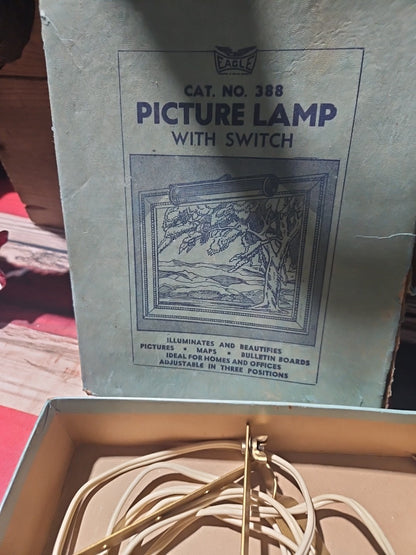 EAGLE
CAT. NO. 388
PICTURE LAMP
WITH SWITCH
ILLUMINATES AND BEAUTIFIES
PICTURES • MAPS • BULLETIN BOARDS
IDEAL FOR HOMES AND OFFICES
ADJUSTABLE IN THREE POSITIONS